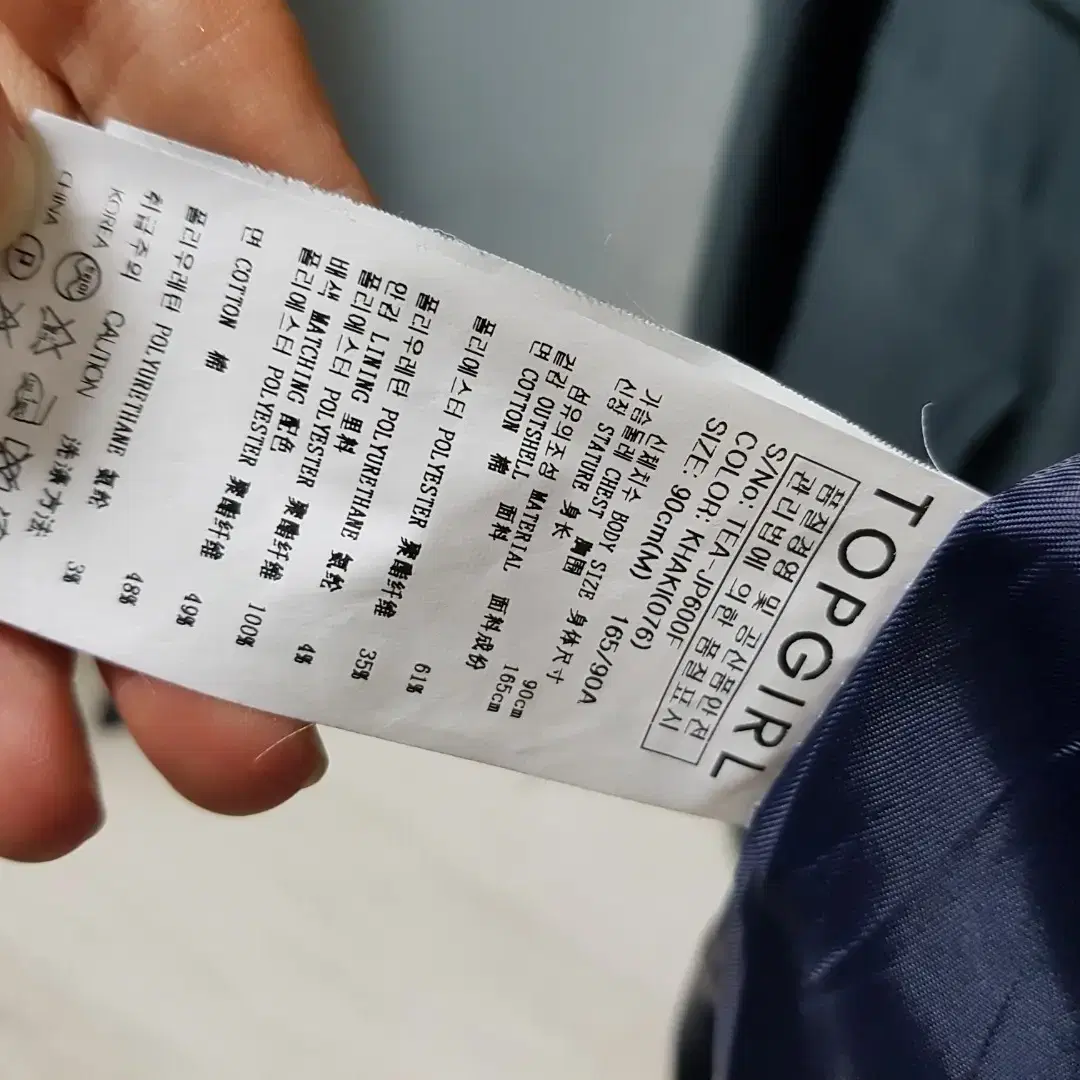 TOPGIRL
품질경영 및 공산품안전
관리법에 의한 품질표시
S/No: TEA-JP600F
COLOR: KHAKI(076)
SIZE: 90cm(M) 165/90A
신체치수 BODY SIZE 身体尺寸
가슴둘레 CHEST 胸圍 90cm
신장 STATURE 身长 165cm
섬유의조성 MATERIAL 面料成份
겉감 OUTSHELL 面料
면 COTTON 棉 61%
폴리에스터 POLYESTER 聚酯纤维 35%
폴리우레탄 POLYURETHANE 氨纶 4%
안감 LINING 里料
폴리에스터 POLYESTER 聚酯纤维 100%
배색 MATCHING 配色
폴리에스터 POLYESTER 聚酯纤维 49%
면 COTTON 棉 48%
폴리우레탄 POLYURETHANE 氨纶 3%
취급주의 CAUTION 洗涤方法
KOREA
CHINA